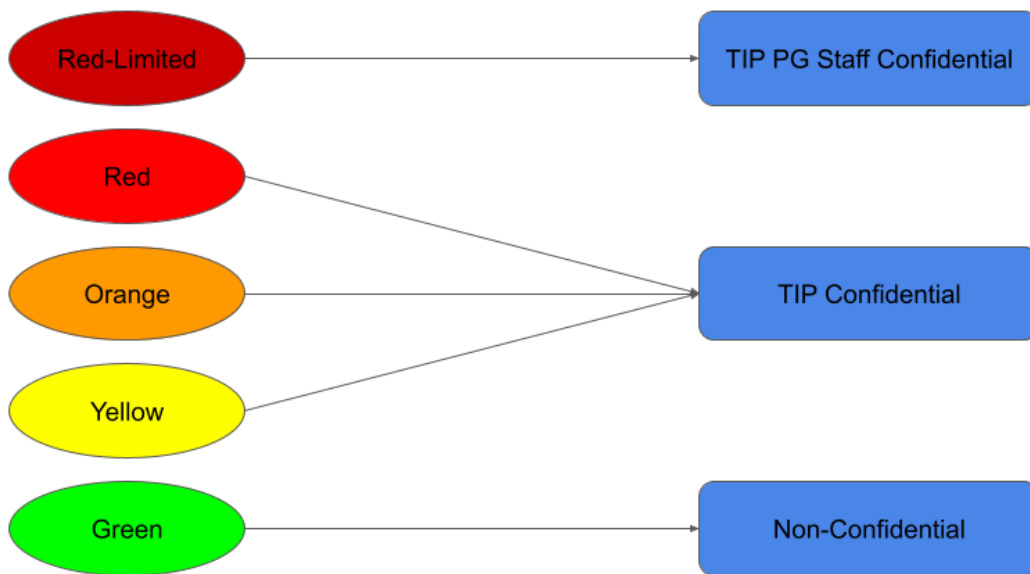 Red-Limited
TIP PG Staff Confidential
Red
Orange
TIP Confidential
Yellow
Green
Non-Confidential